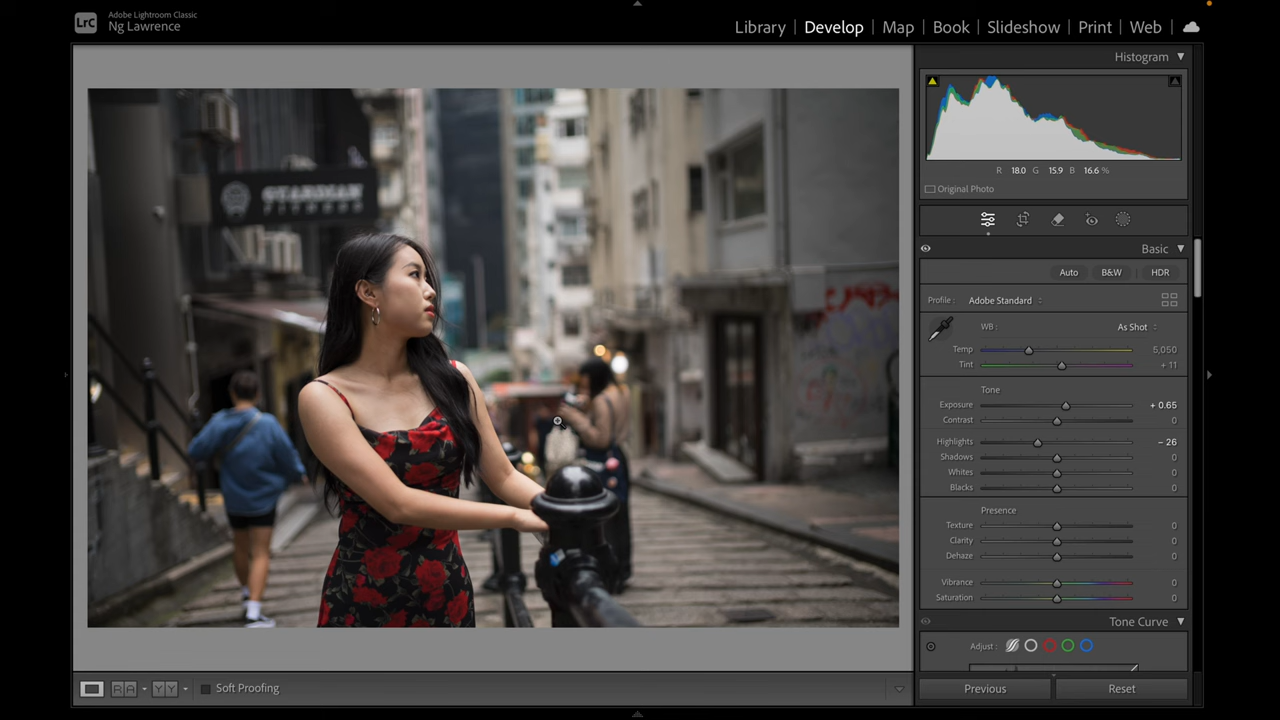 Adobe Lightroom Classic
LrC
Ng Lawrence
Library | Develop | Map | Book | Slideshow | Print | Web
Histogram
R 18.0 G 15.9 B 16.6 %
Original Photo
Basic
Auto B&W HDR
Profile : Adobe Standard
WB : As Shot
Temp 5,050
Tint + 11
Tone
Exposure + 0.65
Contrast 0
Highlights − 26
Shadows 0
Whites 0
Blacks 0
Presence
Texture 0
Clarity 0
Dehaze 0
Vibrance 0
Saturation 0
Tone Curve
Adjust :
Previous Reset
R A Y Y Soft Proofing
GUARDIAN
FITNESS